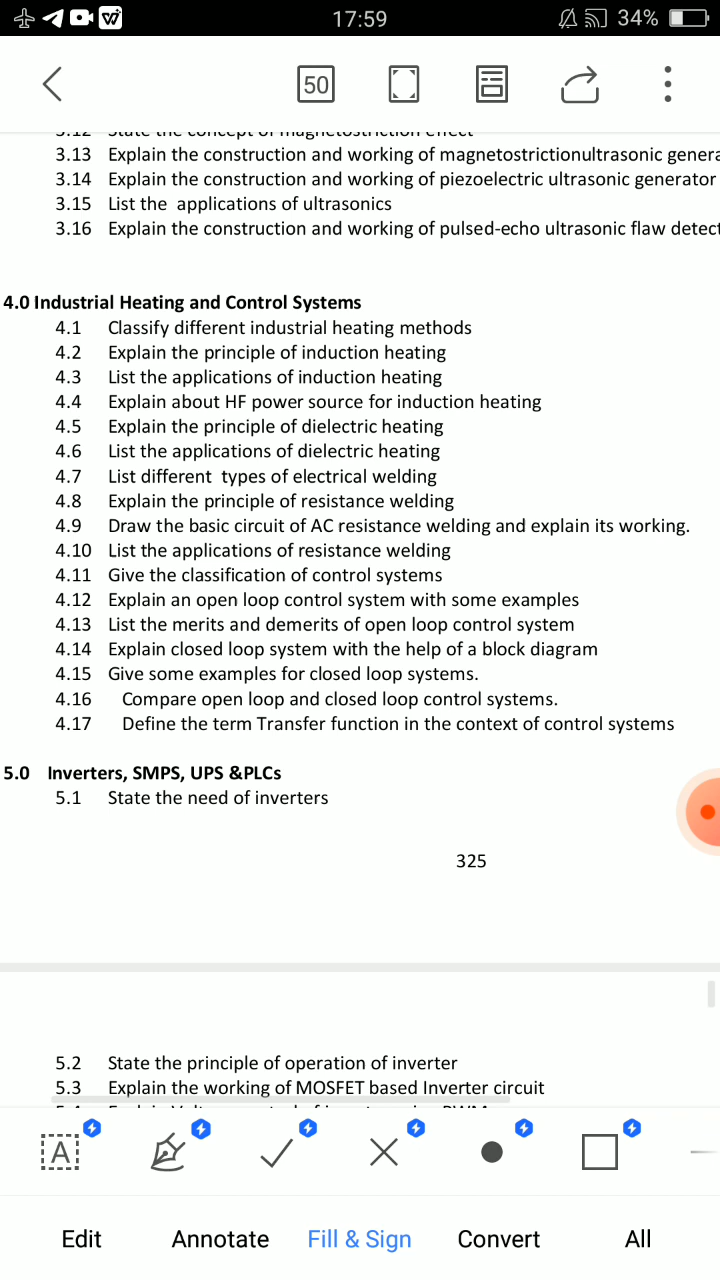 17:59
34%
50
3.12 State the concept of magnetostriction effect
3.13 Explain the construction and working of magnetostrictionultrasonic genera
3.14 Explain the construction and working of piezoelectric ultrasonic generator
3.15 List the applications of ultrasonics
3.16 Explain the construction and working of pulsed-echo ultrasonic flaw detect
4.0 Industrial Heating and Control Systems
4.1 Classify different industrial heating methods
4.2 Explain the principle of induction heating
4.3 List the applications of induction heating
4.4 Explain about HF power source for induction heating
4.5 Explain the principle of dielectric heating
4.6 List the applications of dielectric heating
4.7 List different types of electrical welding
4.8 Explain the principle of resistance welding
4.9 Draw the basic circuit of AC resistance welding and explain its working.
4.10 List the applications of resistance welding
4.11 Give the classification of control systems
4.12 Explain an open loop control system with some examples
4.13 List the merits and demerits of open loop control system
4.14 Explain closed loop system with the help of a block diagram
4.15 Give some examples for closed loop systems.
4.16 Compare open loop and closed loop control systems.
4.17 Define the term Transfer function in the context of control systems
5.0 Inverters, SMPS, UPS &PLCs
5.1 State the need of inverters
325
5.2 State the principle of operation of inverter
5.3 Explain the working of MOSFET based Inverter circuit
A
Edit Annotate Fill & Sign Convert All